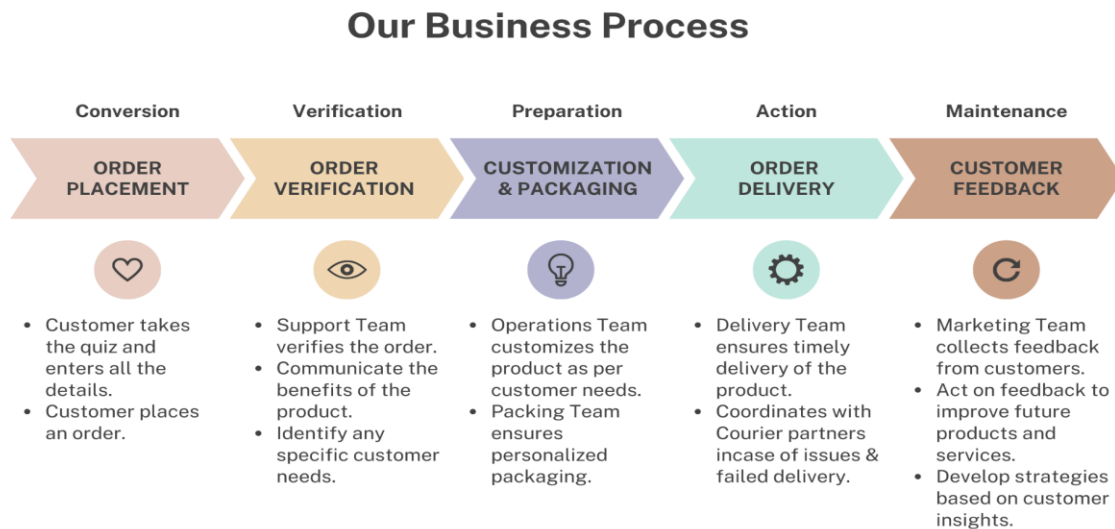 Our Business Process
Conversion
Verification
Preparation
Action
Maintenance
ORDER
PLACEMENT
ORDER
VERIFICATION
CUSTOMIZATION
& PACKAGING
ORDER
DELIVERY
CUSTOMER
FEEDBACK
• Customer takes
the quiz and
enters all the
details.
• Customer places
an order.
• Support Team
verifies the order.
• Communicate the
benefits of the
product.
• Identify any
specific customer
needs.
• Operations Team
customizes the
product as per
customer needs.
• Packing Team
ensures
personalized
packaging.
• Delivery Team
ensures timely
delivery of the
product.
• Coordinates with
Courier partners
incase of issues &
failed delivery.
• Marketing Team
collects feedback
from customers.
• Act on feedback to
improve future
products and
services.
• Develop strategies
based on customer
insights.